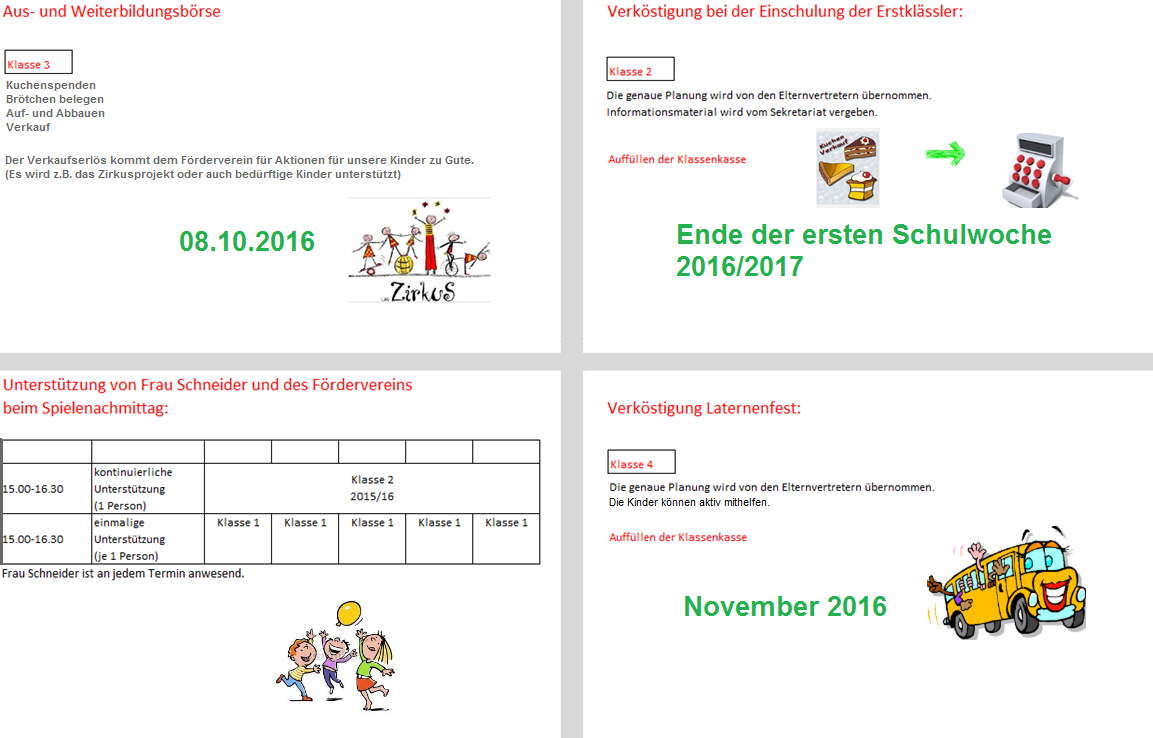 Aus- und Weiterbildungsbörse
Klasse 3
Kuchenspenden
Brötchen belegen
Auf- und Abbauen
Verkauf
Der Verkaufserlös kommt dem Förderverein für Aktionen für unsere Kinder zu Gute.
(Es wird z.B. das Zirkusprojekt oder auch bedürftige Kinder unterstützt)
08.10.2016
Zirkus
Verköstigung bei der Einschulung der Erstklässler:
Klasse 2
Die genaue Planung wird von den Elternvertretern übernommen.
Informationsmaterial wird vom Sekretariat vergeben.
Auffüllen der Klassenkasse
Kuchen
Verkauf
Ende der ersten Schulwoche
2016/2017
Unterstützung von Frau Schneider und des Fördervereins
beim Spielenachmittag:
15.00-16.30
kontinuierliche
Unterstützung
(1 Person)
Klasse 2
2015/16
15.00-16.30
einmalige
Unterstützung
(je 1 Person)
Klasse 1 Klasse 1 Klasse 1 Klasse 1 Klasse 1
Frau Schneider ist an jedem Termin anwesend.
Verköstigung Laternenfest:
Klasse 4
Die genaue Planung wird von den Elternvertretern übernommen.
Die Kinder können aktiv mithelfen.
Auffüllen der Klassenkasse
November 2016